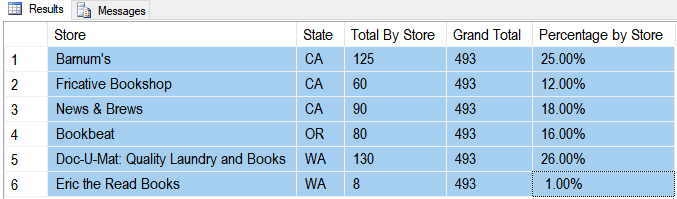 Results Messages
Store State Total By Store Grand Total Percentage by Store
1 Barnum's CA 125 493 25.00%
2 Fricative Bookshop CA 60 493 12.00%
3 News & Brews CA 90 493 18.00%
4 Bookbeat OR 80 493 16.00%
5 Doc-U-Mat: Quality Laundry and Books WA 130 493 26.00%
6 Eric the Read Books WA 8 493 1.00%